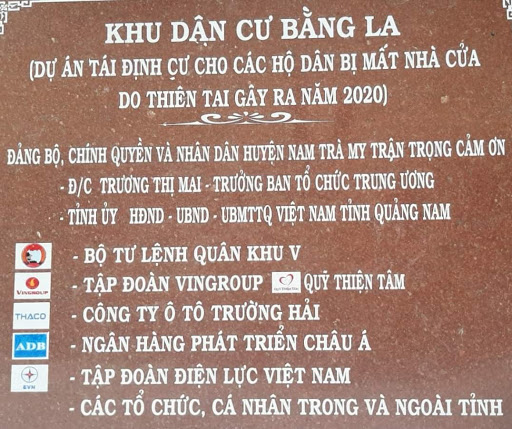 KHU DÂN CƯ BẰNG LA
(DỰ ÁN TÁI ĐỊNH CƯ CHO CÁC HỘ DÂN BỊ MẤT NHÀ CỬA
DO THIÊN TAI GÂY RA NĂM 2020)
ĐẢNG BỘ, CHÍNH QUYỀN VÀ NHÂN DÂN HUYỆN NAM TRÀ MY TRÂN TRỌNG CẢM ƠN
- Đ/C TRƯƠNG THỊ MAI - TRƯỞNG BAN TỔ CHỨC TRUNG ƯƠNG
- TỈNH ỦY HĐND - UBND - UBMTTQ VIỆT NAM TỈNH QUẢNG NAM
- BỘ TƯ LỆNH QUÂN KHU V
VINGROUP - TẬP ĐOÀN VINGROUP QUỸ THIỆN TÂM
THACO - CÔNG TY Ô TÔ TRƯỜNG HẢI
ADB - NGÂN HÀNG PHÁT TRIỂN CHÂU Á
EVN - TẬP ĐOÀN ĐIỆN LỰC VIỆT NAM
- CÁC TỔ CHỨC, CÁ NHÂN TRONG VÀ NGOÀI TỈNH